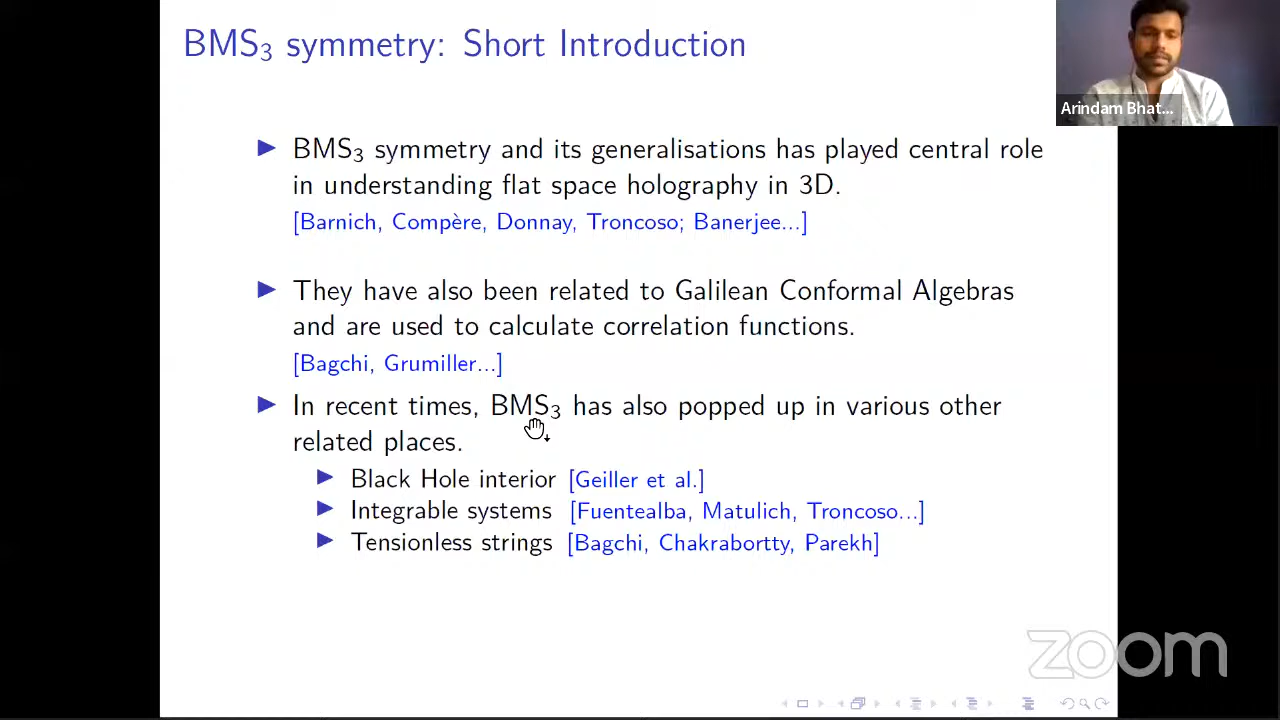 BMS₃ symmetry: Short Introduction
Arindam Bhat...
▶ BMS₃ symmetry and its generalisations has played central role
in understanding flat space holography in 3D.
[Barnich, Compère, Donnay, Troncoso; Banerjee...]
▶ They have also been related to Galilean Conformal Algebras
and are used to calculate correlation functions.
[Bagchi, Grumiller...]
▶ In recent times, BMS₃ has also popped up in various other
related places.
▶ Black Hole interior [Geiller et al.]
▶ Integrable systems [Fuentealba, Matulich, Troncoso...]
▶ Tensionless strings [Bagchi, Chakrabortty, Parekh]
zoom